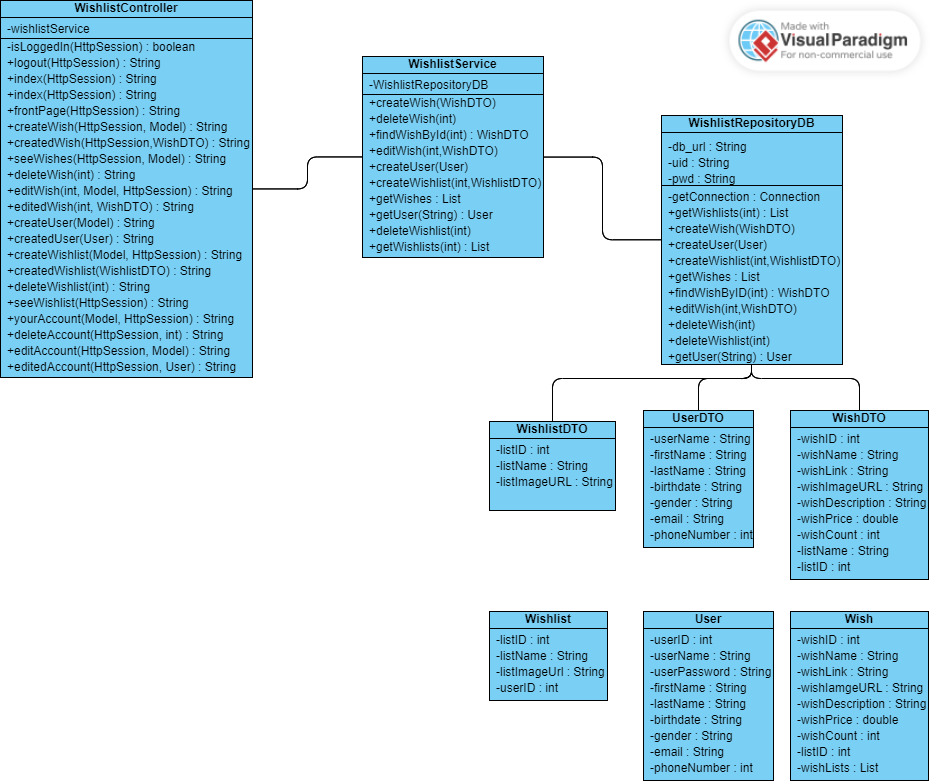 WishlistController
-wishlistService
-isLoggedIn(HttpSession) : boolean
+logout(HttpSession) : String
+index(HttpSession) : String
+index(HttpSession) : String
+frontPage(HttpSession) : String
+createWish(HttpSession, Model) : String
+createdWish(HttpSession,WishDTO) : String
+seeWishes(HttpSession, Model) : String
+deleteWish(int) : String
+editWish(int, Model, HttpSession) : String
+editedWish(int, WishDTO) : String
+createUser(Model) : String
+createdUser(User) : String
+createWishlist(Model, HttpSession) : String
+createdWishlist(WishlistDTO) : String
+deleteWishlist(int) : String
+seeWishlist(HttpSession) : String
+yourAccount(Model, HttpSession) : String
+deleteAccount(HttpSession, int) : String
+editAccount(HttpSession, Model) : String
+editedAccount(HttpSession, User) : String
WishlistService
-WishlistRepositoryDB
+createWish(WishDTO)
+deleteWish(int)
+findWishById(int) : WishDTO
+editWish(int,WishDTO)
+createUser(User)
+createWishlist(int,WishlistDTO)
+getWishes : List
+getUser(String) : User
+deleteWishlist(int)
+getWishlists(int) : List
Made with
VisualParadigm
For non-commercial use
WishlistRepositoryDB
-db_url : String
-uid : String
-pwd : String
-getConnection : Connection
+getWishlists(int) : List
+createWish(WishDTO)
+createUser(User)
+createWishlist(int,WishlistDTO)
+getWishes : List
+findWishByID(int) : WishDTO
+editWish(int,WishDTO)
+deleteWish(int)
+deleteWishlist(int)
+getUser(String) : User
WishlistDTO
-listID : int
-listName : String
-listImageURL : String
UserDTO
-userName : String
-firstName : String
-lastName : String
-birthdate : String
-gender : String
-email : String
-phoneNumber : int
WishDTO
-wishID : int
-wishName : String
-wishLink : String
-wishImageURL : String
-wishDescription : String
-wishPrice : double
-wishCount : int
-listName : String
-listID : int
Wishlist
-listID : int
-listName : String
-listImageUrl : String
-userID : int
User
-userID : int
-userName : String
-userPassword : String
-firstName : String
-lastName : String
-birthdate : String
-gender : String
-email : String
-phoneNumber : int
Wish
-wishID : int
-wishName : String
-wishLink : String
-wishIamgeURL : String
-wishDescription : String
-wishPrice : double
-wishCount : int
-listID : int
-wishLists : List